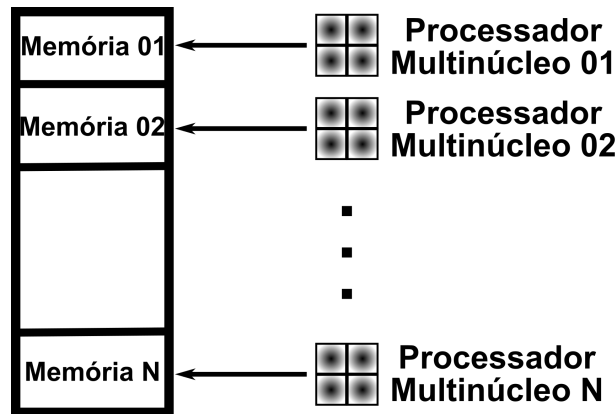 Memória 01
Processador
Multinúcleo 01
Memória 02
Processador
Multinúcleo 02
Memória N
Processador
Multinúcleo N